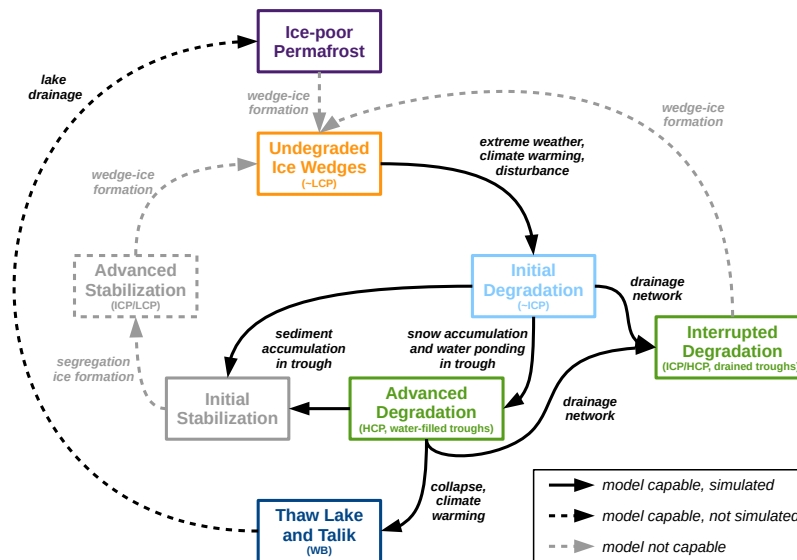 Ice-poor
Permafrost
lake
drainage
wedge-ice
formation
wedge-ice
formation
Undegraded
Ice Wedges
(~LCP)
extreme weather,
climate warming,
disturbance
wedge-ice
formation
Advanced
Stabilization
(ICP/LCP)
Initial
Degradation
(~ICP)
drainage
network
sediment
accumulation
in trough
snow accumulation
and water ponding
in trough
Interrupted
Degradation
(ICP/HCP, drained troughs)
segregation
ice formation
Initial
Stabilization
Advanced
Degradation
(HCP, water-filled troughs)
drainage
network
collapse,
climate
warming
Thaw Lake
and Talik
(WB)
model capable, simulated
model capable, not simulated
model not capable